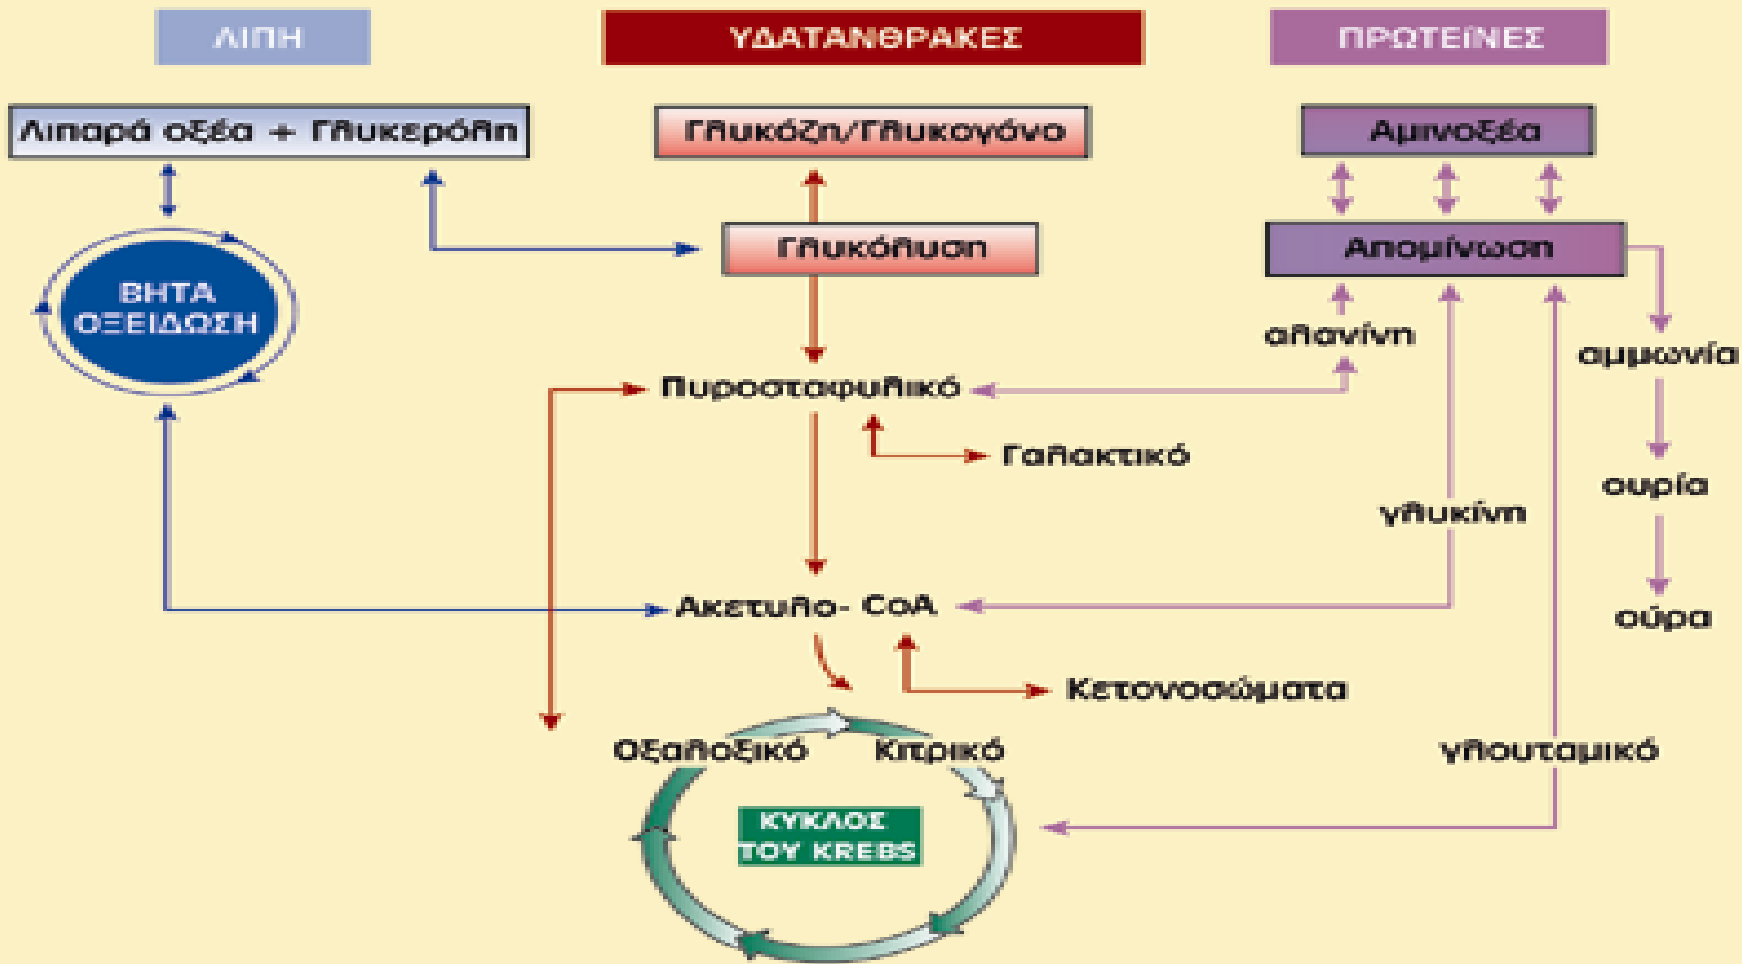 ΛΙΠΗ
ΥΔΑΤΑΝΘΡΑΚΕΣ
ΠΡΩΤΕΪΝΕΣ
Λιπαρά οξέα + Γλυκερόλη
Γλυκόζη/Γλυκογόνο
Αμινοξέα
Γλυκόλυση
Απομίνωση
ΒΗΤΑ
ΟΞΕΙΔΩΣΗ
αλανίνη
αμμωνία
Πυροσταφυλικό
Γαλακτικό
ουρία
γλυκίνη
Ακετυλο- CoA
ούρα
Κετονοσώματα
Οξαλοξικό
Κιτρικό
γλουταμικό
ΚΥΚΛΟΣ
ΤΟΥ KREBS